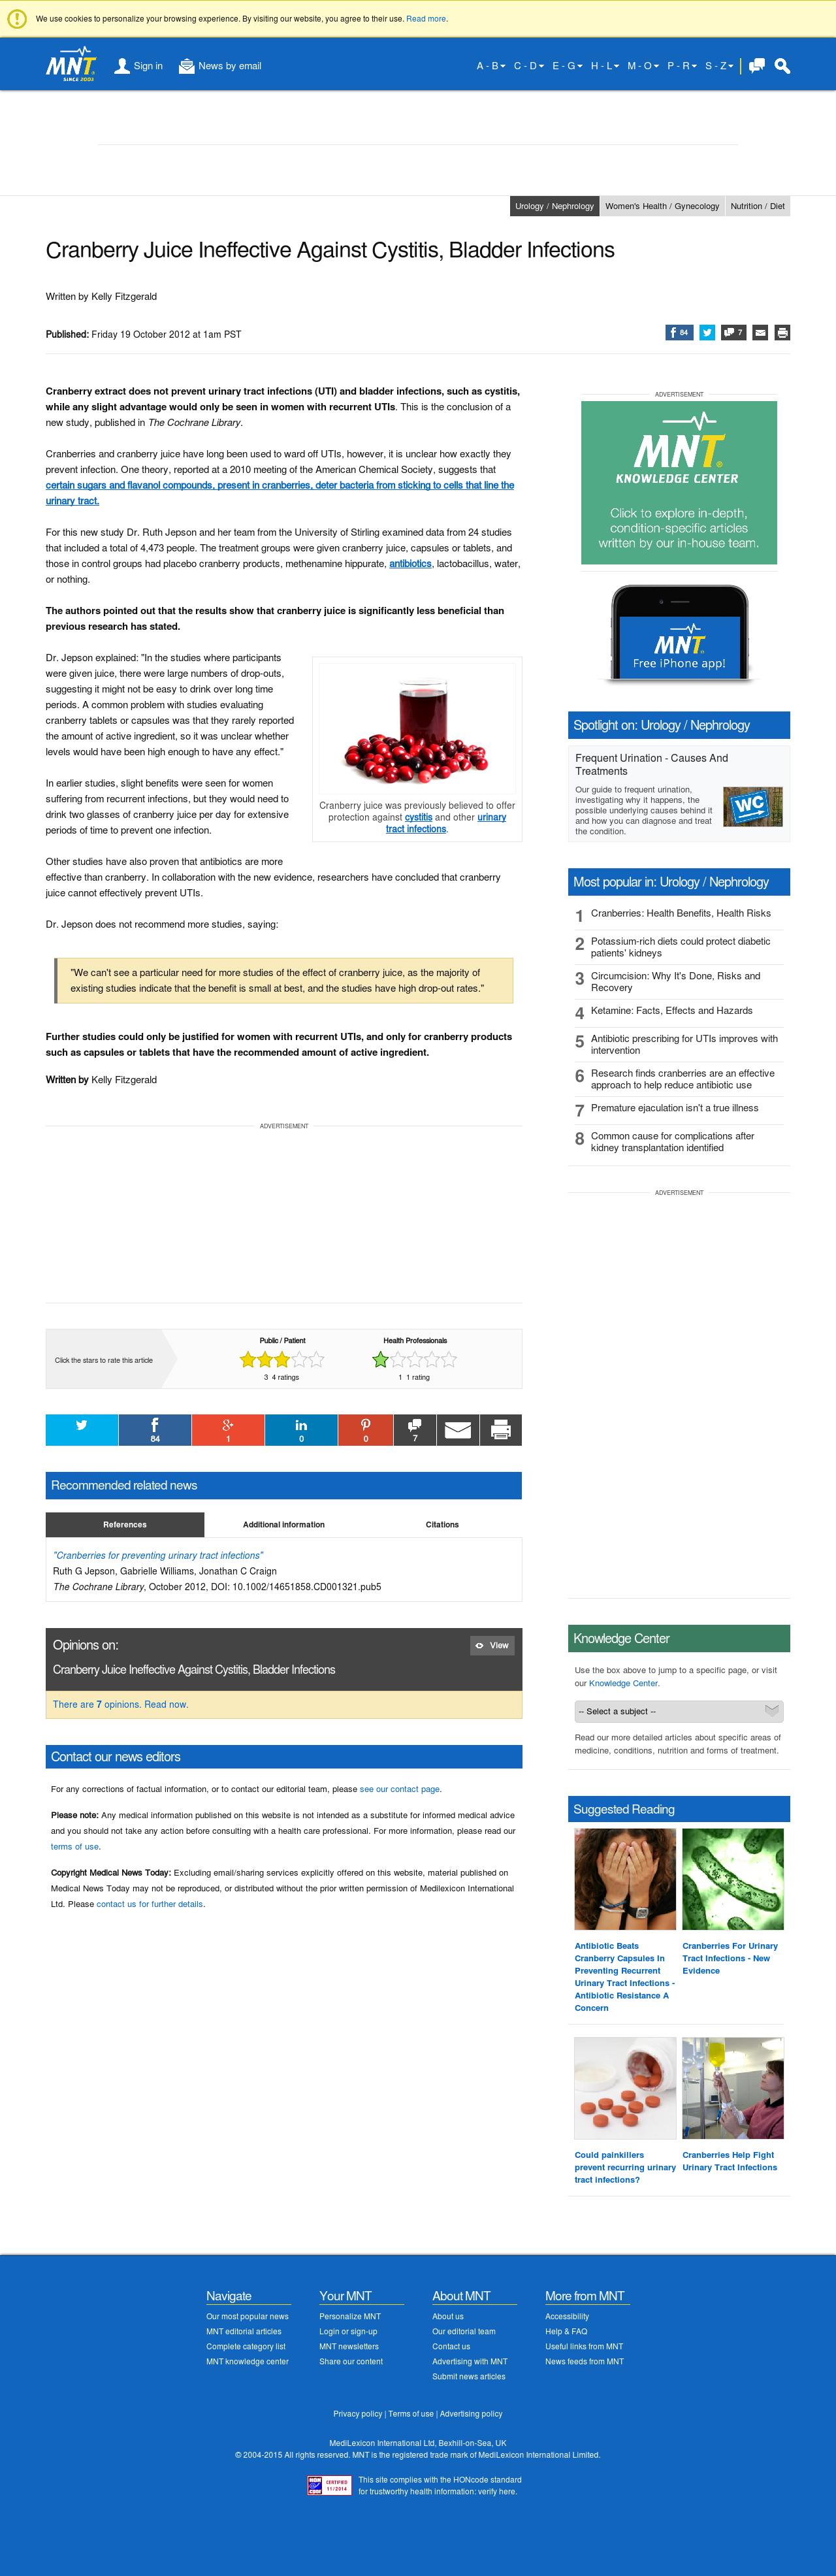 We use cookies to personalize your browsing experience. By visiting our website, you agree to their use. Read more.
MNT
SINCE 2003
Sign in
News by email
A - B
C - D
E - G
H - L
M - O
P - R
S - Z
Urology / Nephrology
Women's Health / Gynecology
Nutrition / Diet
Cranberry Juice Ineffective Against Cystitis, Bladder Infections
Written by Kelly Fitzgerald
Published: Friday 19 October 2012 at 1am PST
84
7
Cranberry extract does not prevent urinary tract infections (UTI) and bladder infections, such as cystitis,
while any slight advantage would only be seen in women with recurrent UTIs. This is the conclusion of a
new study, published in The Cochrane Library.
Cranberries and cranberry juice have long been used to ward off UTIs, however, it is unclear how exactly they
prevent infection. One theory, reported at a 2010 meeting of the American Chemical Society, suggests that
certain sugars and flavanol compounds, present in cranberries, deter bacteria from sticking to cells that line the
urinary tract.
For this new study Dr. Ruth Jepson and her team from the University of Stirling examined data from 24 studies
that included a total of 4,473 people. The treatment groups were given cranberry juice, capsules or tablets, and
those in control groups had placebo cranberry products, methenamine hippurate, antibiotics, lactobacillus, water,
or nothing.
The authors pointed out that the results show that cranberry juice is significantly less beneficial than
previous research has stated.
Dr. Jepson explained: "In the studies where participants
were given juice, there were large numbers of drop-outs,
suggesting it might not be easy to drink over long time
periods. A common problem with studies evaluating
cranberry tablets or capsules was that they rarely reported
the amount of active ingredient, so it was unclear whether
levels would have been high enough to have any effect."
Cranberry juice was previously believed to offer
protection against cystitis and other urinary
tract infections.
In earlier studies, slight benefits were seen for women
suffering from recurrent infections, but they would need to
drink two glasses of cranberry juice per day for extensive
periods of time to prevent one infection.
Other studies have also proven that antibiotics are more
effective than cranberry. In collaboration with the new evidence, researchers have concluded that cranberry
juice cannot effectively prevent UTIs.
Dr. Jepson does not recommend more studies, saying:
"We can't see a particular need for more studies of the effect of cranberry juice, as the majority of
existing studies indicate that the benefit is small at best, and the studies have high drop-out rates."
Further studies could only be justified for women with recurrent UTIs, and only for cranberry products
such as capsules or tablets that have the recommended amount of active ingredient.
Written by Kelly Fitzgerald
ADVERTISEMENT
Click the stars to rate this article
Public / Patient
3 4 ratings
Health Professionals
1 1 rating
84
1
0
0
7
Recommended related news
References
Additional information
Citations
"Cranberries for preventing urinary tract infections"
Ruth G Jepson, Gabrielle Williams, Jonathan C Craign
The Cochrane Library, October 2012, DOI: 10.1002/14651858.CD001321.pub5
Opinions on:
View
Cranberry Juice Ineffective Against Cystitis, Bladder Infections
There are 7 opinions. Read now.
Contact our news editors
For any corrections of factual information, or to contact our editorial team, please see our contact page.
Please note: Any medical information published on this website is not intended as a substitute for informed medical advice
and you should not take any action before consulting with a health care professional. For more information, please read our
terms of use.
Copyright Medical News Today: Excluding email/sharing services explicitly offered on this website, material published on
Medical News Today may not be reproduced, or distributed without the prior written permission of Medilexicon International
Ltd. Please contact us for further details.
ADVERTISEMENT
MNT
KNOWLEDGE CENTER
Click to explore in-depth,
condition-specific articles
written by our in-house team.
MNT
Free iPhone app!
Spotlight on: Urology / Nephrology
Frequent Urination - Causes And
Treatments
Our guide to frequent urination,
investigating why it happens, the
possible underlying causes behind it
and how you can diagnose and treat
the condition.
WC
Most popular in: Urology / Nephrology
1 Cranberries: Health Benefits, Health Risks
2 Potassium-rich diets could protect diabetic
patients' kidneys
3 Circumcision: Why It's Done, Risks and
Recovery
4 Ketamine: Facts, Effects and Hazards
5 Antibiotic prescribing for UTIs improves with
intervention
6 Research finds cranberries are an effective
approach to help reduce antibiotic use
7 Premature ejaculation isn't a true illness
8 Common cause for complications after
kidney transplantation identified
ADVERTISEMENT
Knowledge Center
Use the box above to jump to a specific page, or visit
our Knowledge Center.
-- Select a subject --
Read our more detailed articles about specific areas of
medicine, conditions, nutrition and forms of treatment.
Suggested Reading
Antibiotic Beats
Cranberry Capsules In
Preventing Recurrent
Urinary Tract Infections -
Antibiotic Resistance A
Concern
Cranberries For Urinary
Tract Infections - New
Evidence
Could painkillers
prevent recurring urinary
tract infections?
Cranberries Help Fight
Urinary Tract Infections
Navigate
Our most popular news
MNT editorial articles
Complete category list
MNT knowledge center
Your MNT
Personalize MNT
Login or sign-up
MNT newsletters
Share our content
About MNT
About us
Our editorial team
Contact us
Advertising with MNT
Submit news articles
More from MNT
Accessibility
Help & FAQ
Useful links from MNT
News feeds from MNT
Privacy policy | Terms of use | Advertising policy
MediLexicon International Ltd, Bexhill-on-Sea, UK
© 2004-2015 All rights reserved. MNT is the registered trade mark of MediLexicon International Limited.
CERTIFIED
11/2014
This site complies with the HONcode standard
for trustworthy health information: verify here.